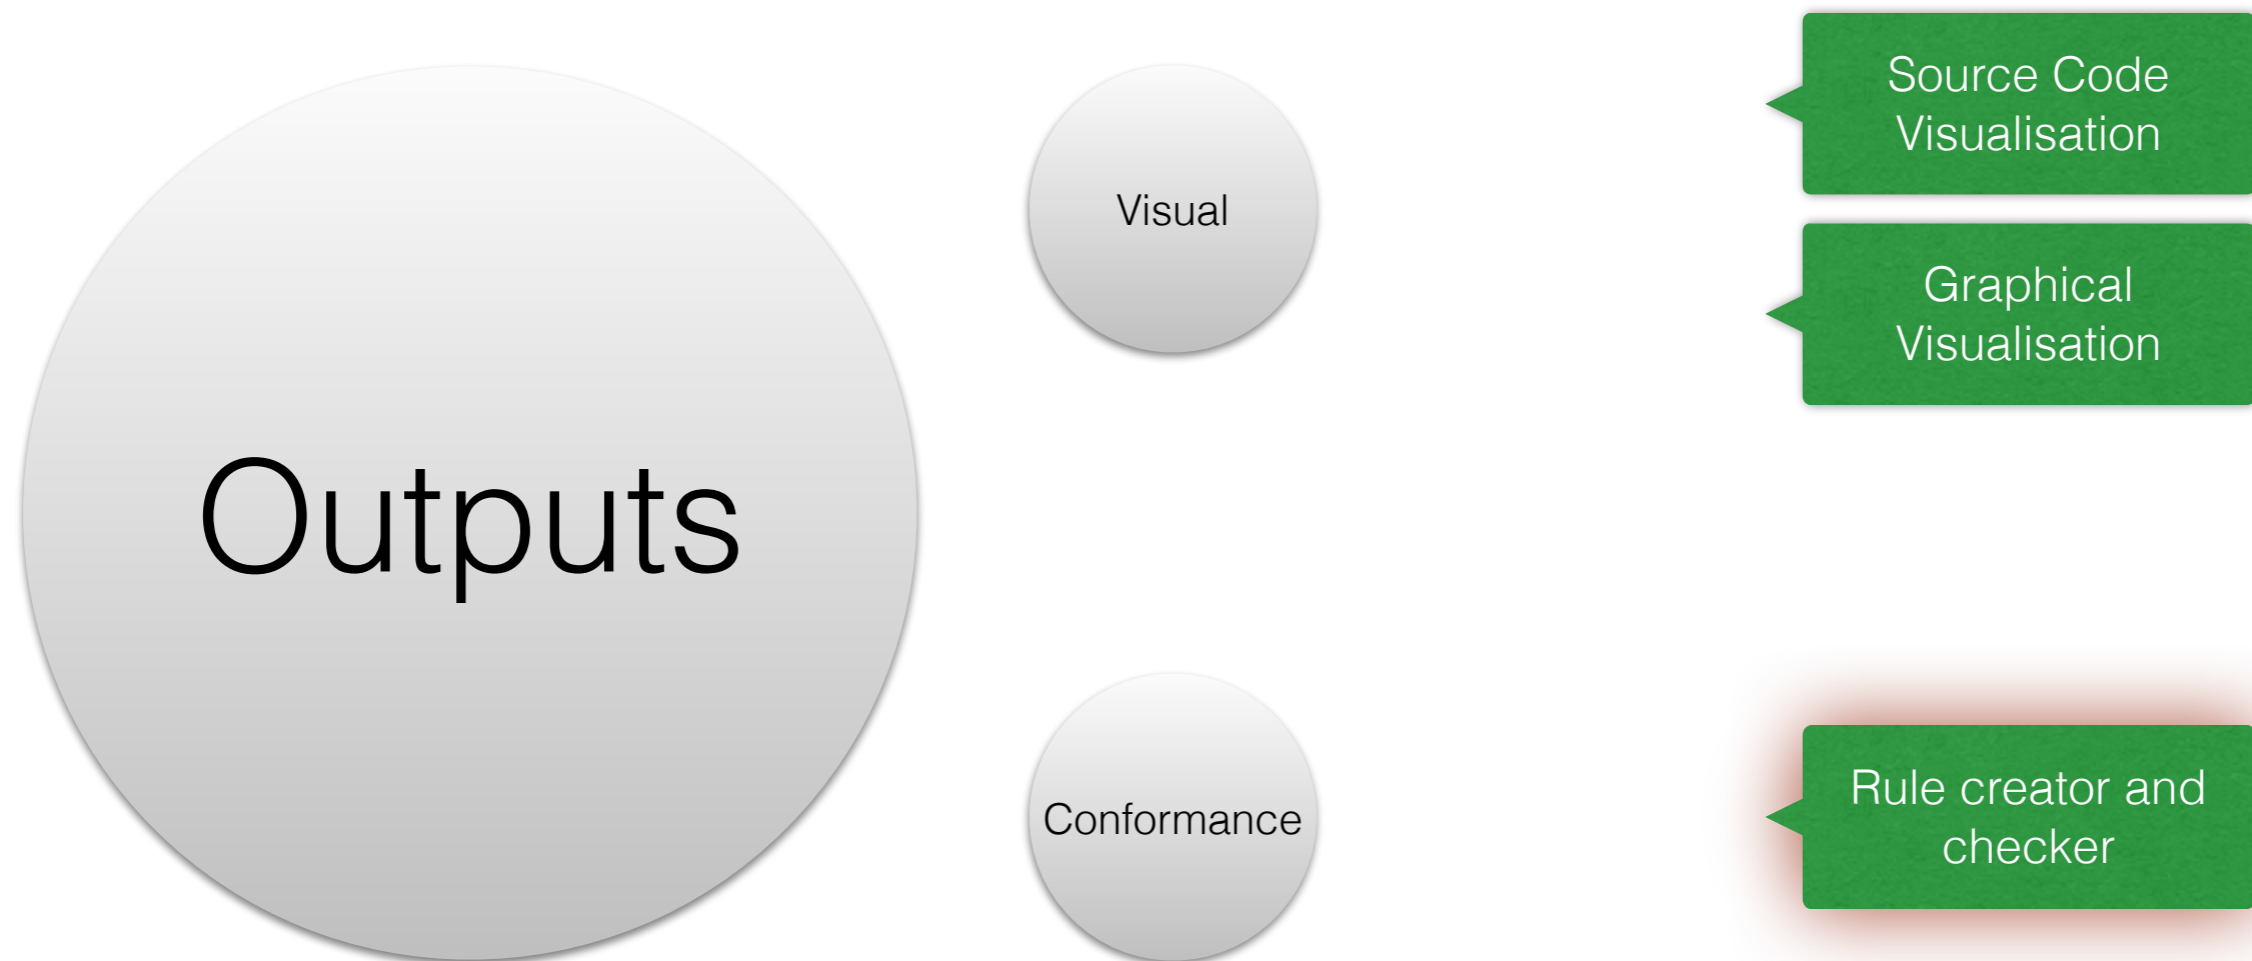 Outputs
Visual
Source Code
Visualisation
Graphical
Visualisation
Conformance
Rule creator and
checker